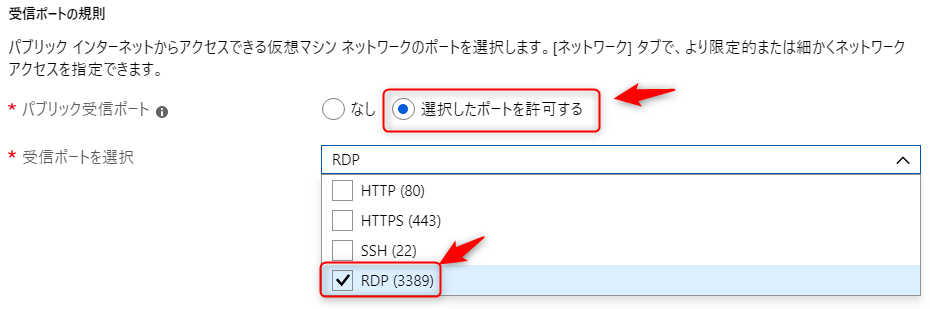 受信ポートの規則
パブリック インターネットからアクセスできる仮想マシン ネットワークのポートを選択します。[ネットワーク] タブで、より限定的または細かくネットワーク
アクセスを指定できます。
* パブリック受信ポート なし 選択したポートを許可する
* 受信ポートを選択 RDP
HTTP (80)
HTTPS (443)
SSH (22)
RDP (3389)